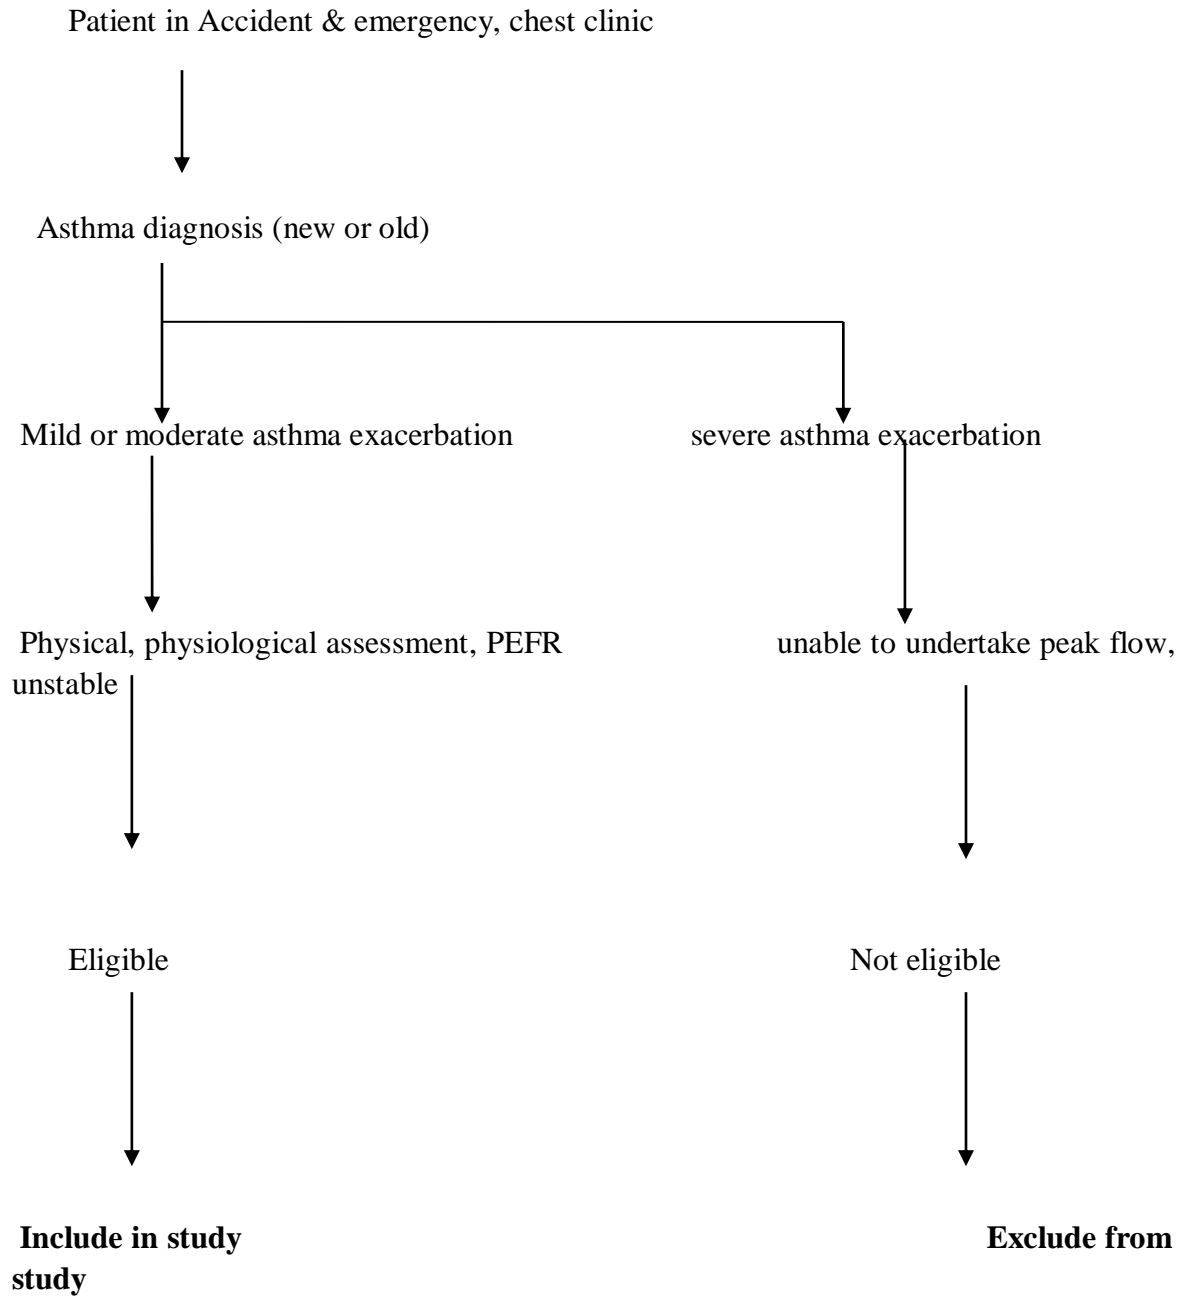 Patient in Accident & emergency, chest clinic
Asthma diagnosis (new or old)
Mild or moderate asthma exacerbation severe asthma exacerbation
Physical, physiological assessment, PEFR unable to undertake peak flow,
unstable
Eligible Not eligible
Include in study Exclude from
study